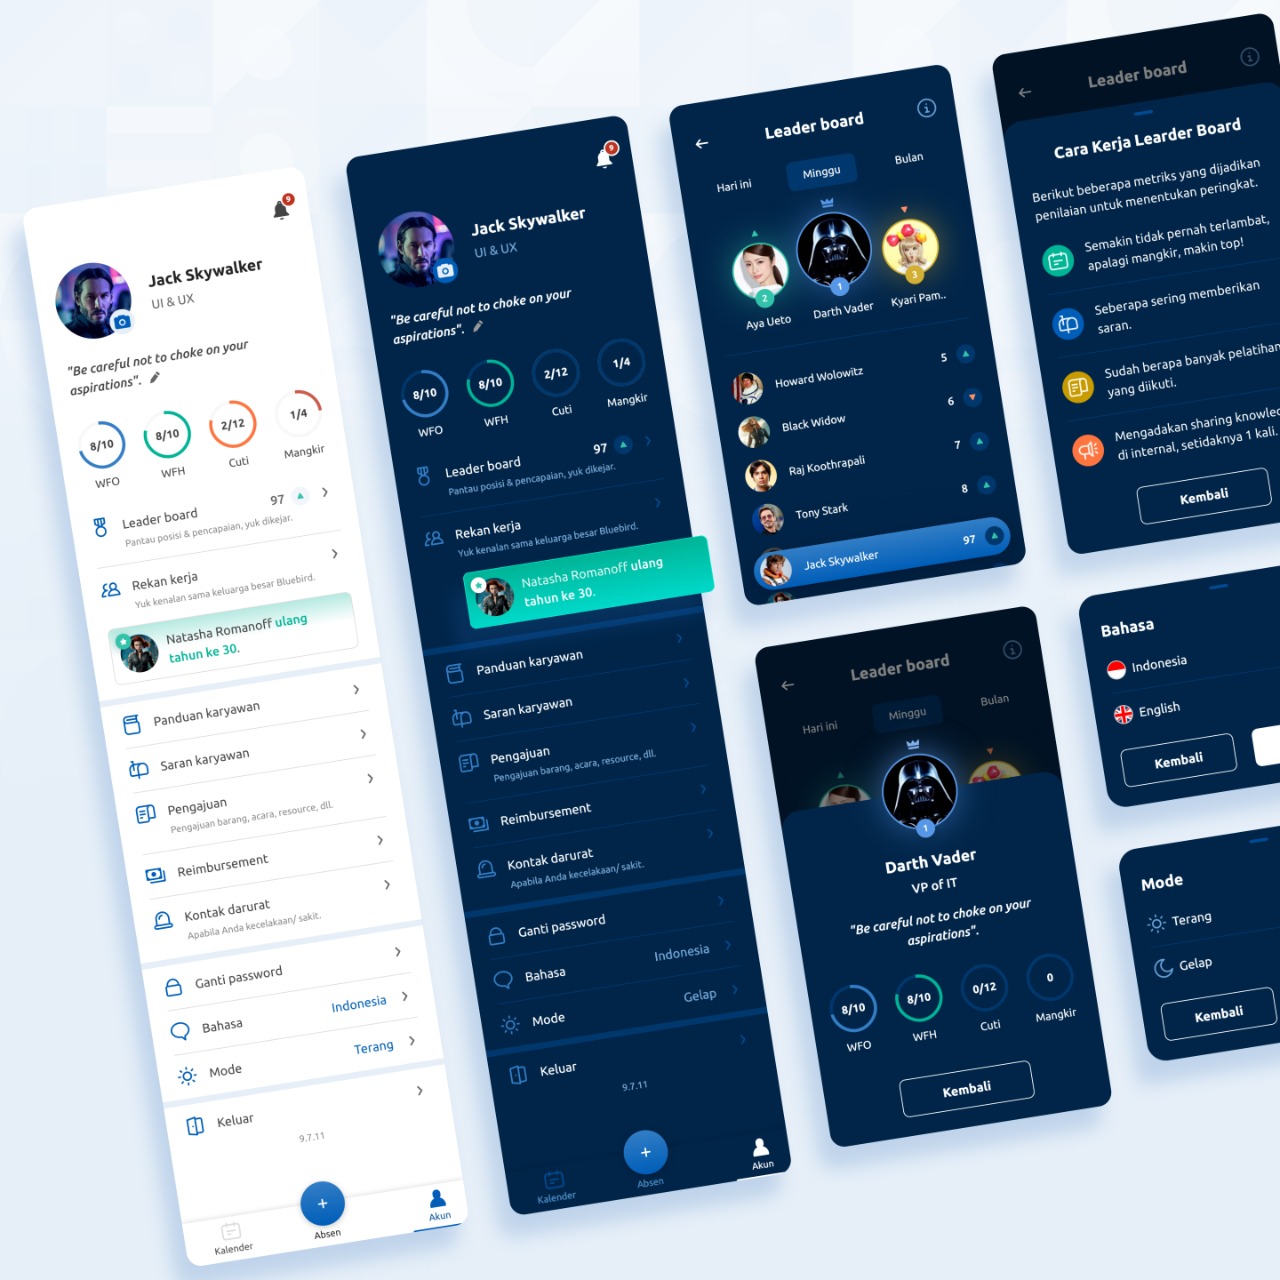 9
Jack Skywalker
UI & UX
"Be careful not to choke on your
aspirations".
8/10
8/10
2/12
1/4
WFO
WFH
Cuti
Mangkir
Leader board
97
Pantau posisi & pencapaian, yuk dikejar.
Rekan kerja
Yuk kenalan sama keluarga besar Bluebird.
Natasha Romanoff ulang
tahun ke 30.
Panduan karyawan
Saran karyawan
Pengajuan
Pengajuan barang, acara, resource, dll.
Reimbursement
Kontak darurat
Apabila Anda kecelakaan/ sakit.
Ganti password
Bahasa
Indonesia
Mode
Terang
Keluar
9.7.11
Kalender
+
Absen
Akun
9
Jack Skywalker
UI & UX
"Be careful not to choke on your
aspirations".
8/10
8/10
2/12
1/4
WFO
WFH
Cuti
Mangkir
Leader board
97
Pantau posisi & pencapaian, yuk dikejar.
Rekan kerja
Yuk kenalan sama keluarga besar Bluebird.
Natasha Romanoff ulang
tahun ke 30.
Panduan karyawan
Saran karyawan
Pengajuan
Pengajuan barang, acara, resource, dll.
Reimbursement
Kontak darurat
Apabila Anda kecelakaan/ sakit.
Ganti password
Bahasa
Indonesia
Mode
Gelap
Keluar
9.7.11
Kalender
+
Absen
Akun
Leader board
Hari ini
Minggu
Bulan
2
1
3
Aya Ueto
Darth Vader
Kyari Pam..
Howard Wolowitz
5
Black Widow
6
Raj Koothrapali
7
Tony Stark
8
Jack Skywalker
97
Leader board
Hari ini
Minggu
Bulan
1
Darth Vader
VP of IT
"Be careful not to choke on your
aspirations".
8/10
8/10
0/12
0
WFO
WFH
Cuti
Mangkir
Kembali
Leader board
Cara Kerja Learder Board
Berikut beberapa metriks yang dijadikan
penilaian untuk menentukan peringkat.
Semakin tidak pernah terlambat,
apalagi mangkir, makin top!
Seberapa sering memberikan
saran.
Sudah berapa banyak pelatihan
yang diikuti.
Mengadakan sharing knowled
di internal, setidaknya 1 kali.
Kembali
Bahasa
Indonesia
English
Kembali
Mode
Terang
Gelap
Kembali